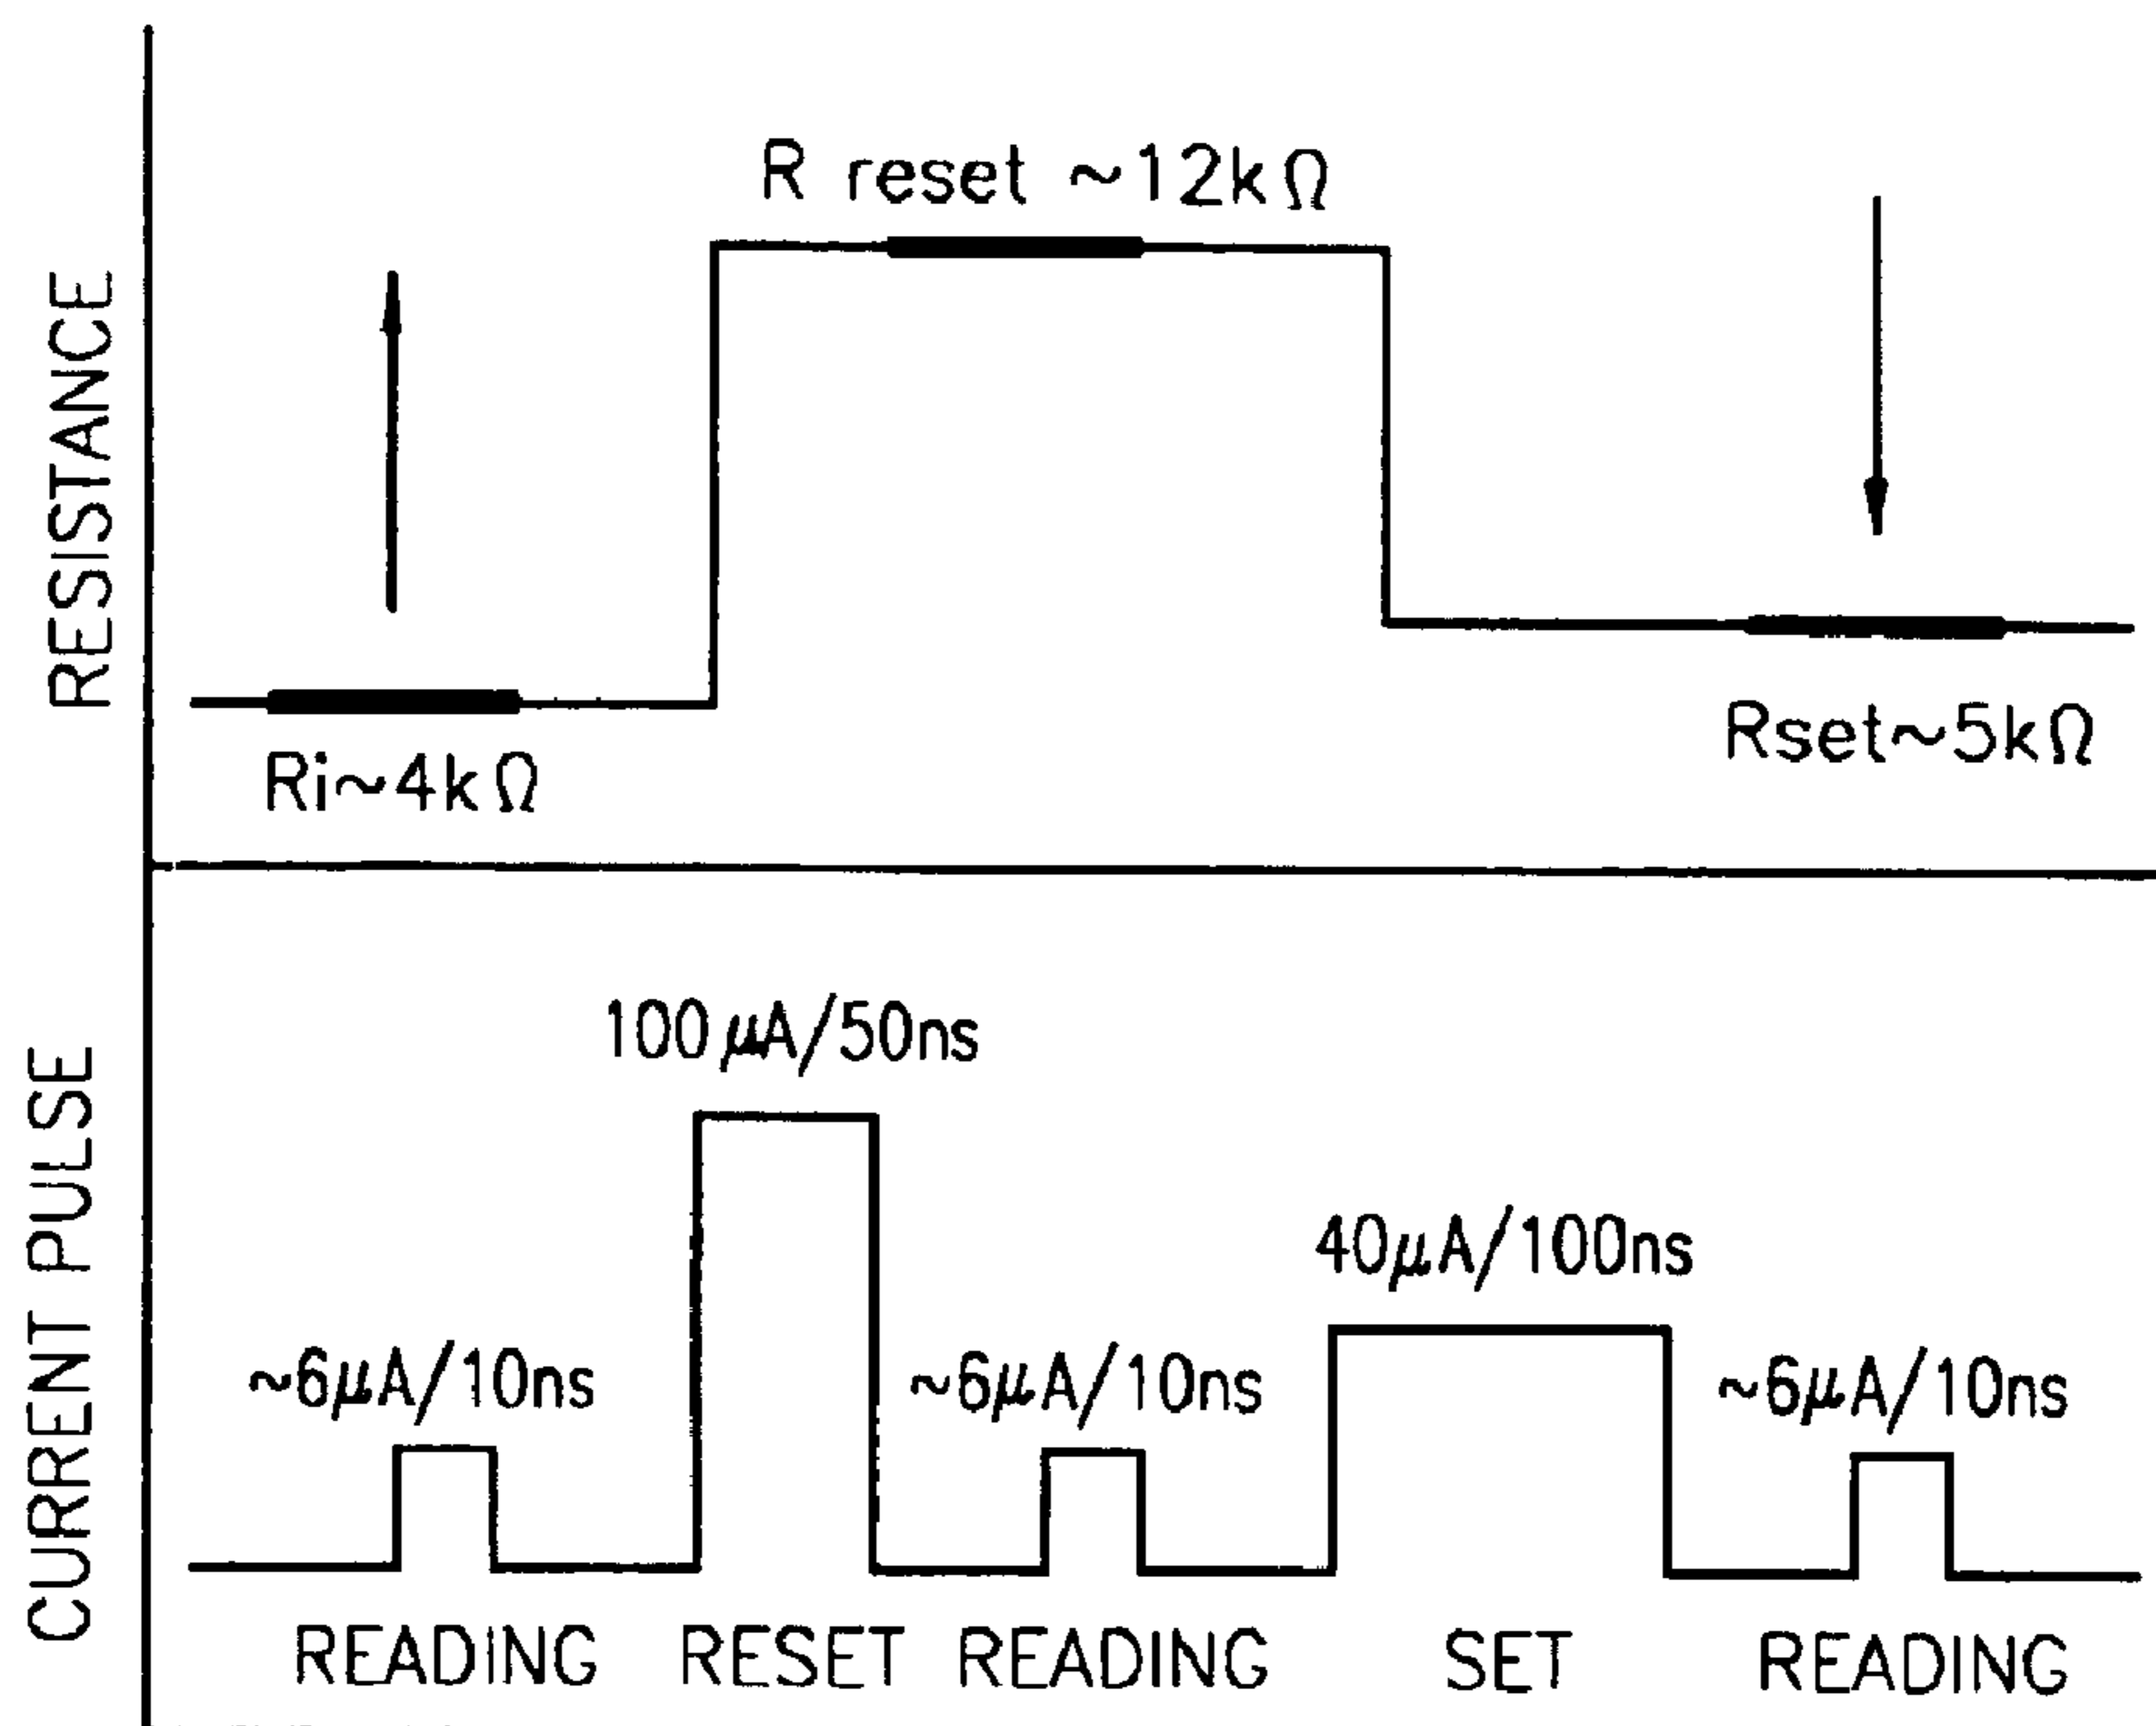 RESISTANCE
R reset ~12kΩ
Ri~4kΩ
Rset~5kΩ
CURRENT PULSE
100μA/50ns
40μA/100ns
~6μA/10ns
~6μA/10ns
~6μA/10ns
READING RESET READING SET READING